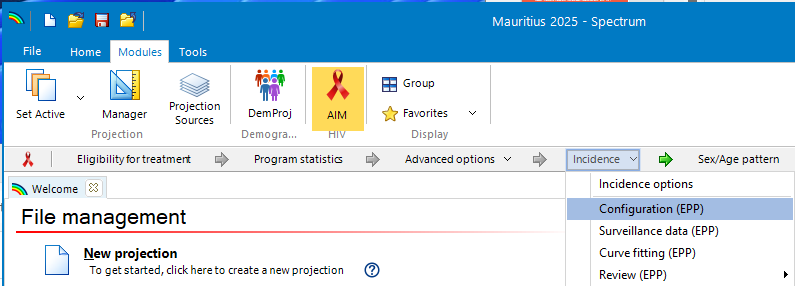 Mauritius 2025 - Spectrum
File Home Modules Tools
Set Active
Manager
Projection Sources
DemProj
AIM
Group
Favorites
Projection
Demogra...
HIV
Display
Eligibility for treatment Program statistics Advanced options Incidence Sex/Age pattern
Welcome
Incidence options
Configuration (EPP)
Surveillance data (EPP)
Curve fitting (EPP)
Review (EPP)
File management
New projection
To get started, click here to create a new projection